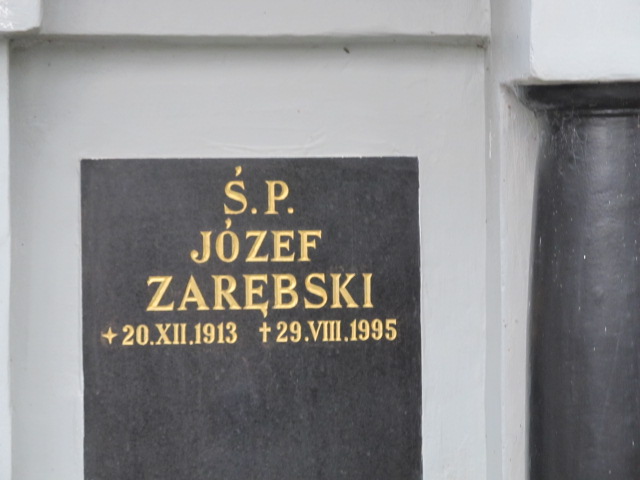 Ś.P.
JÓZEF
ZARĘBSKI
✦20.XII.1913 ✝29.VIII.1995